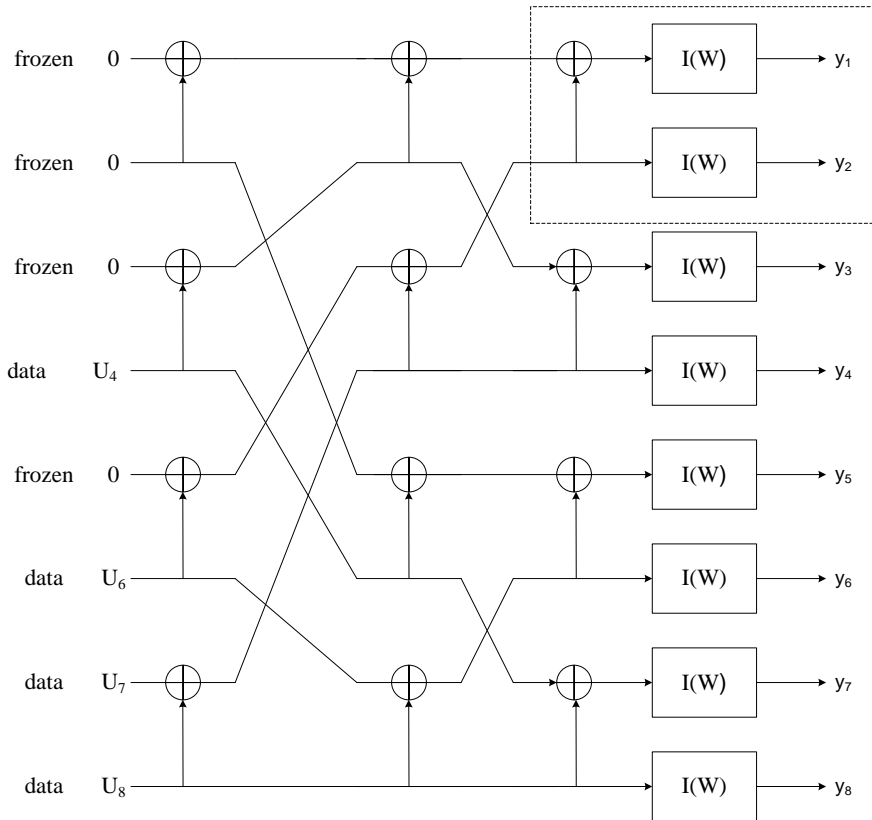 frozen 0 I(W) y₁
frozen 0 I(W) y₂
frozen 0 I(W) y₃
data U₄ I(W) y₄
frozen 0 I(W) y₅
data U₆ I(W) y₆
data U₇ I(W) y₇
data U₈ I(W) y₈